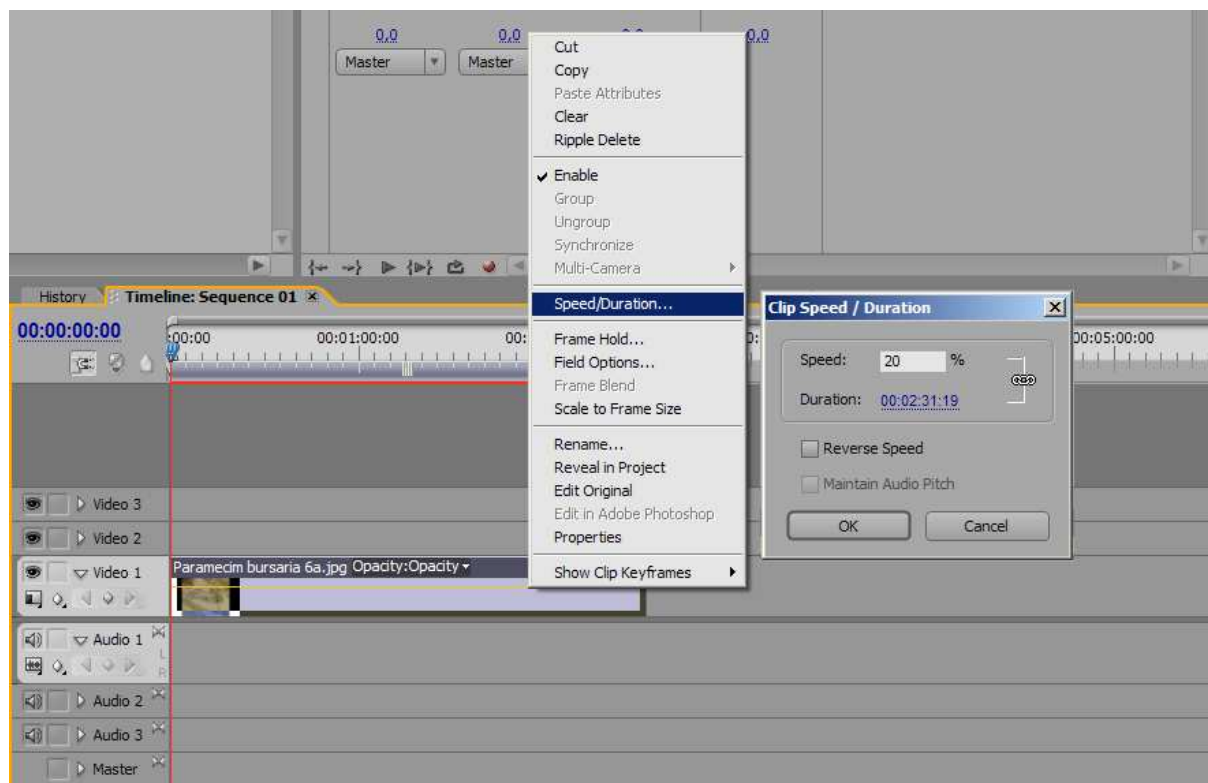 0,0 0,0 0,0
Master Master
Cut
Copy
Paste Attributes
Clear
Ripple Delete
Enable
Group
Ungroup
Synchronize
Multi-Camera
Speed/Duration...
Frame Hold...
Field Options...
Frame Blend
Scale to Frame Size
Rename...
Reveal in Project
Edit Original
Edit in Adobe Photoshop
Properties
Show Clip Keyframes
History Timeline: Sequence 01
00:00:00:00 :00:00 00:01:00:00 00: 0: 00:05:00:00
Clip Speed / Duration
Speed: 20 %
Duration: 00:02:31:19
Reverse Speed
Maintain Audio Pitch
OK Cancel
Video 3
Video 2
Video 1 Paramecim bursaria 6a.jpg Opacity:Opacity
Audio 1
L
R
Audio 2
Audio 3
Master